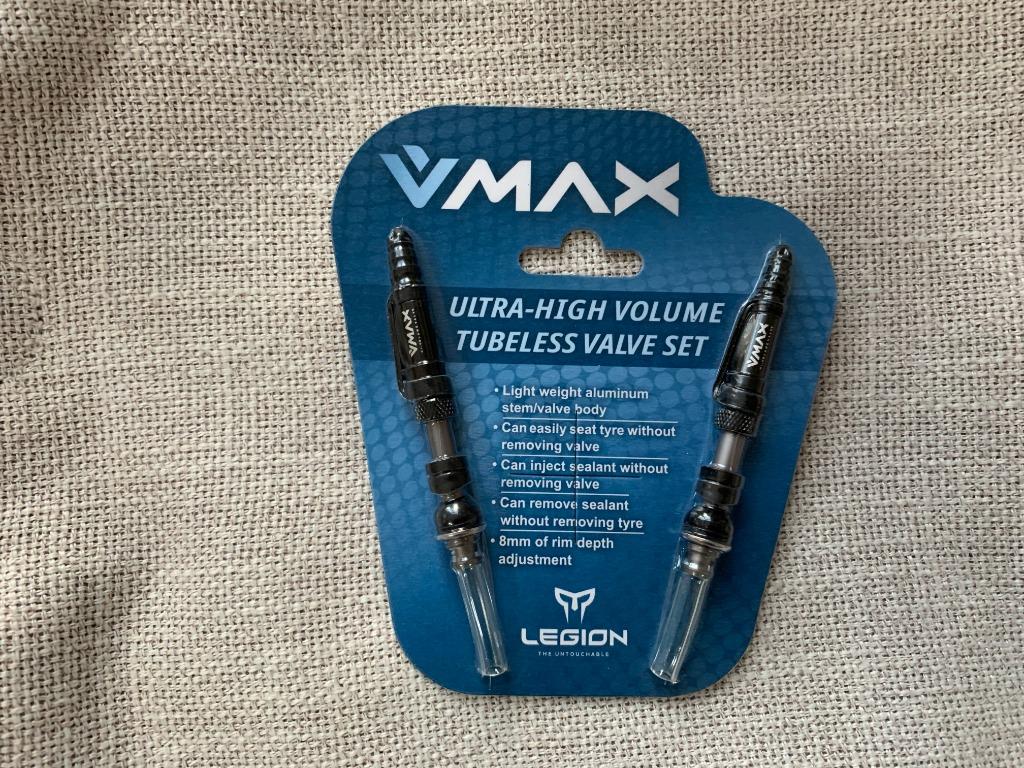 VMAX
ULTRA-HIGH VOLUME
TUBELESS VALVE SET
VMAX
VMAX
• Light weight aluminum
stem/valve body
• Can easily seat tyre without
removing valve
• Can inject sealant without
removing valve
• Can remove sealant
without removing tyre
• 8mm of rim depth
adjustment
LEGION
THE UNTOUCHABLE